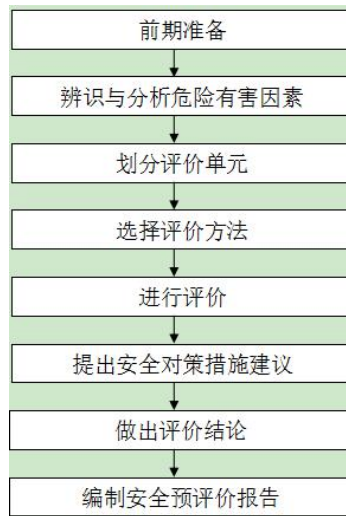 前期准备
辨识与分析危险有害因素
划分评价单元
选择评价方法
进行评价
提出安全对策措施建议
做出评价结论
编制安全预评价报告